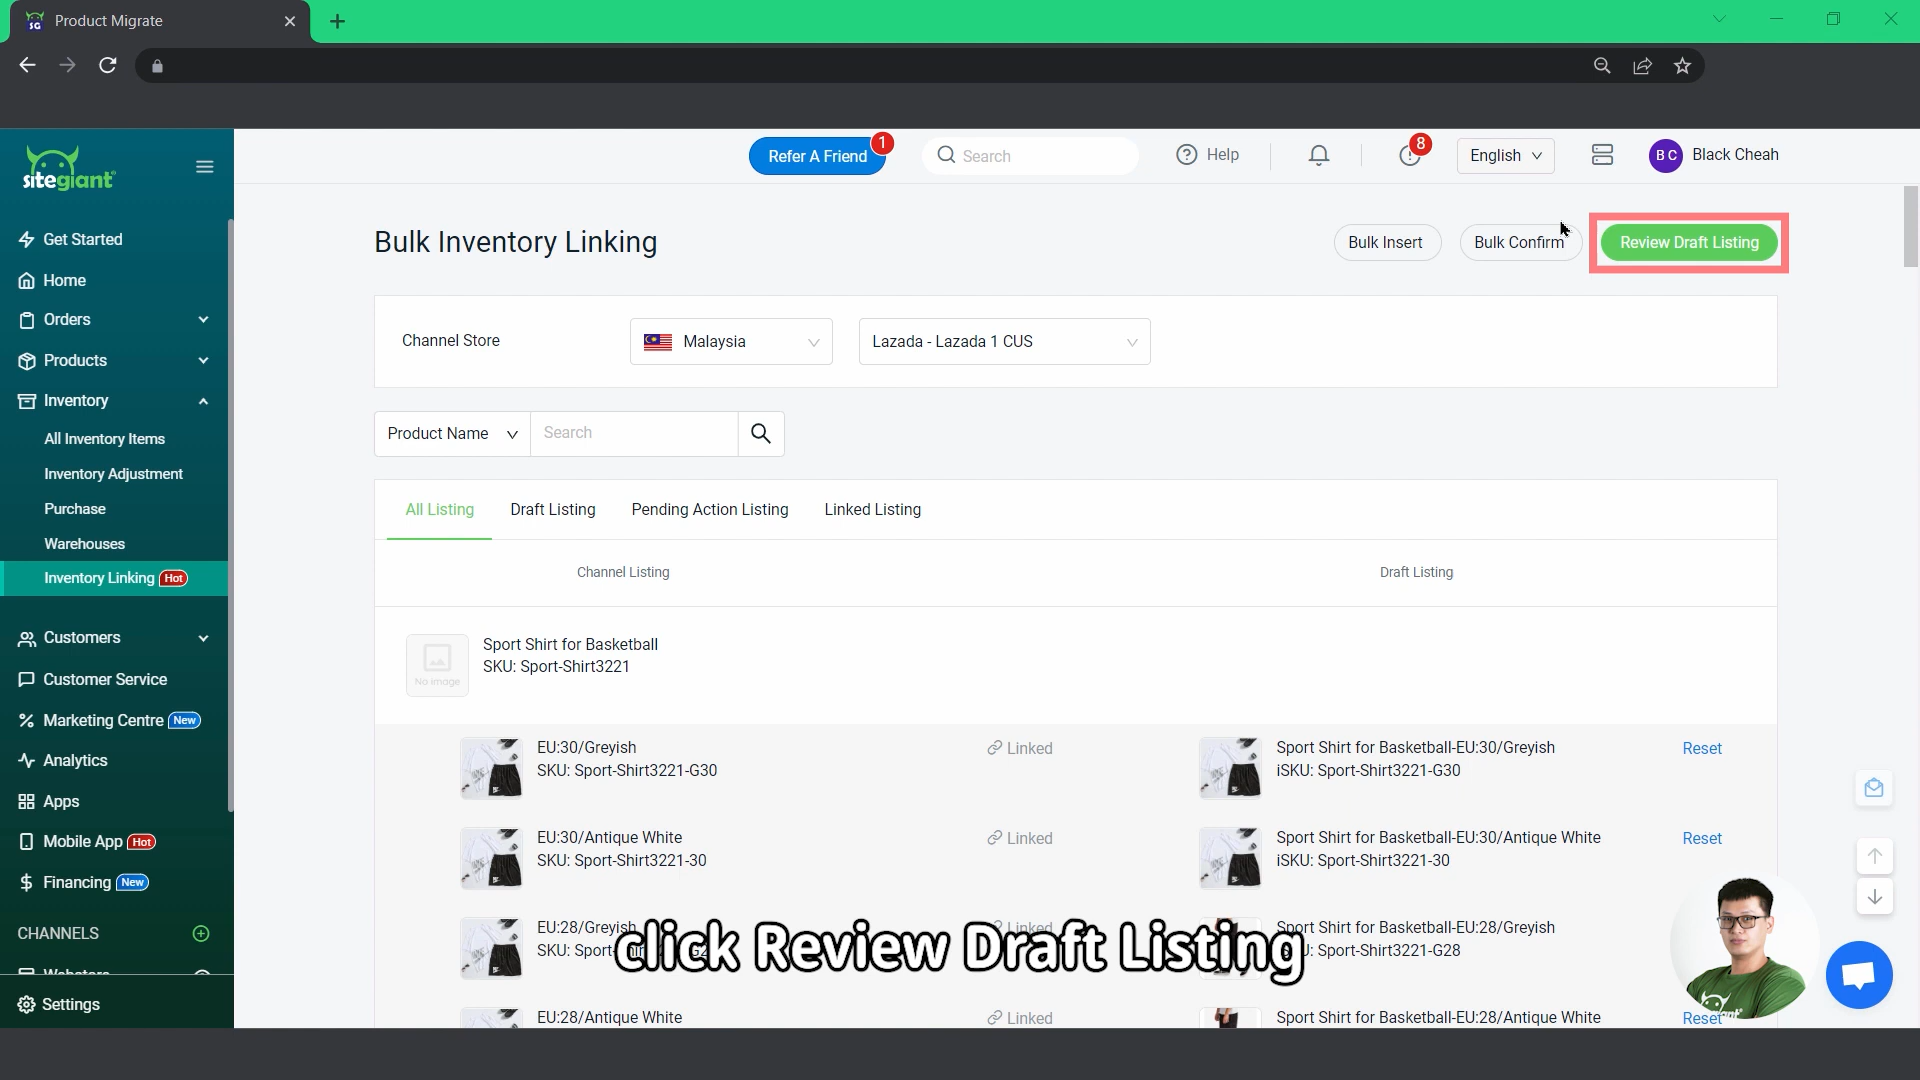 Product Migrate
sitegiant
Refer A Friend
1
Search
Help
8
English
BC
Black Cheah
Get Started
Home
Orders
Products
Inventory
All Inventory Items
Inventory Adjustment
Purchase
Warehouses
Inventory Linking Hot
Customers
Customer Service
Marketing Centre New
Analytics
Apps
Mobile App Hot
Financing New
CHANNELS
Settings
Bulk Inventory Linking
Bulk Insert
Bulk Confirm
Review Draft Listing
Channel Store
Malaysia
Lazada - Lazada 1 CUS
Product Name
Search
All Listing
Draft Listing
Pending Action Listing
Linked Listing
Channel Listing
Draft Listing
No image
Sport Shirt for Basketball
SKU: Sport-Shirt3221
EU:30/Greyish
SKU: Sport-Shirt3221-G30
Linked
Sport Shirt for Basketball-EU:30/Greyish
iSKU: Sport-Shirt3221-G30
Reset
EU:30/Antique White
SKU: Sport-Shirt3221-30
Linked
Sport Shirt for Basketball-EU:30/Antique White
iSKU: Sport-Shirt3221-30
Reset
EU:28/Greyish
Linked
Sport Shirt for Basketball-EU:28/Greyish
Sport-Shirt3221-G28
click Review Draft Listing
EU:28/Antique White
Linked
Sport Shirt for Basketball-EU:28/Antique White
Reset